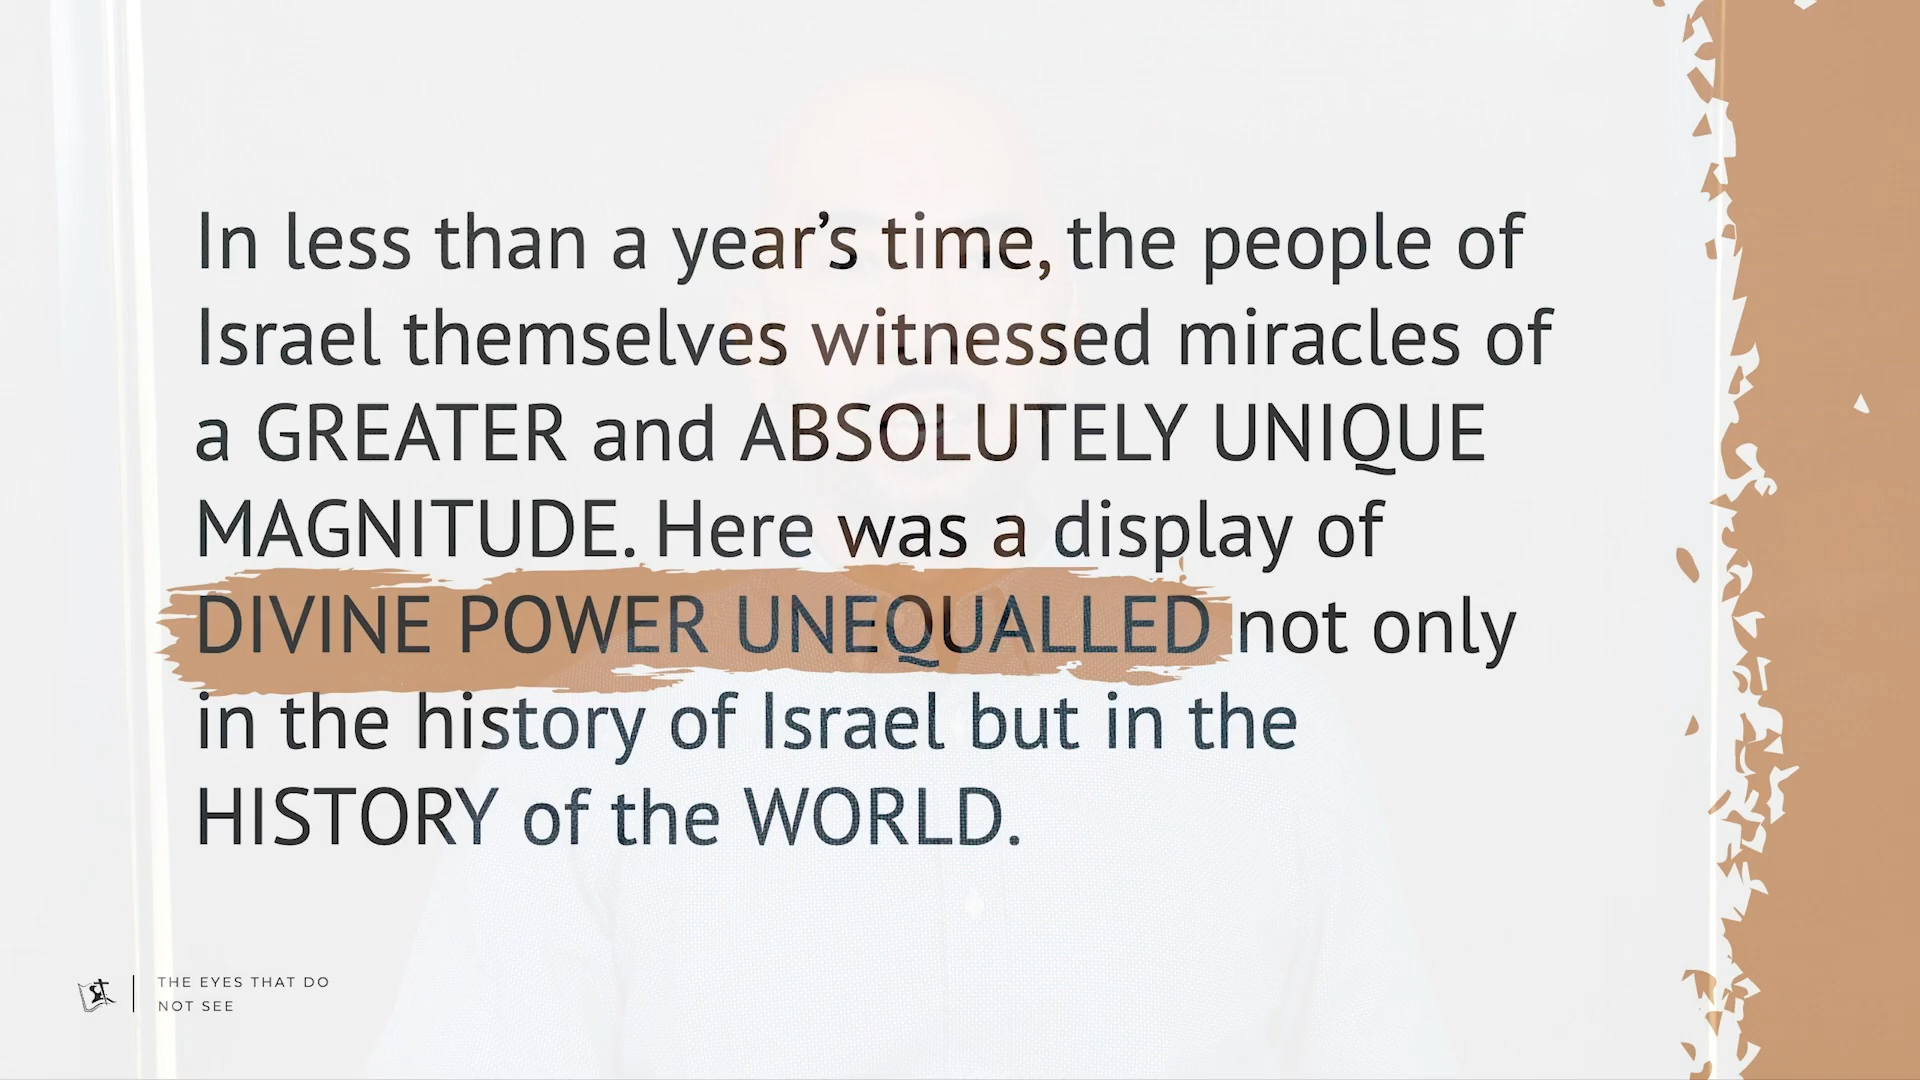 In less than a year’s time, the people of
Israel themselves witnessed miracles of
a GREATER and ABSOLUTELY UNIQUE
MAGNITUDE. Here was a display of
DIVINE POWER UNEQUALLED not only
in the history of Israel but in the
HISTORY of the WORLD.
THE EYES THAT DO
NOT SEE